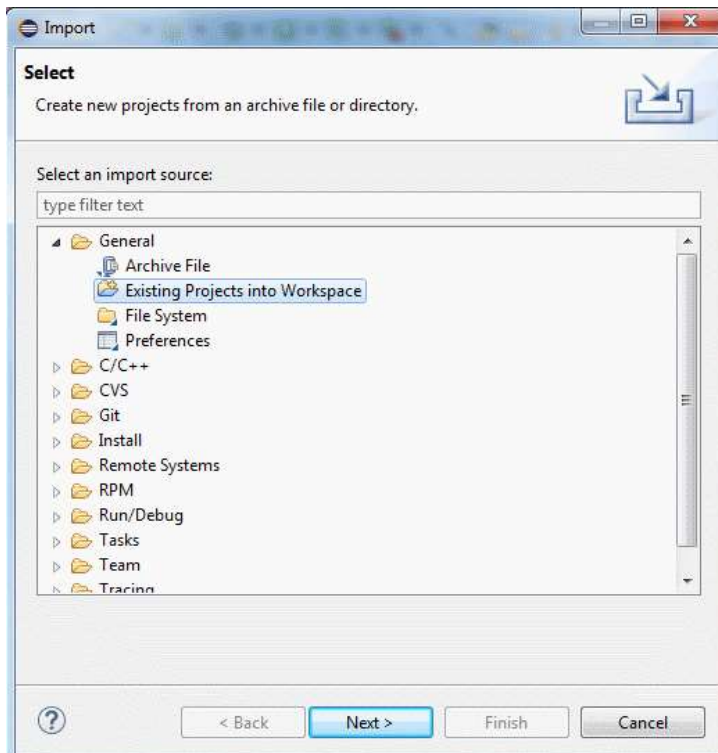 Import
Select
Create new projects from an archive file or directory.
Select an import source:
type filter text
General
Archive File
Existing Projects into Workspace
File System
Preferences
C/C++
CVS
Git
Install
Remote Systems
RPM
Run/Debug
Tasks
Team
Tracing
?
< Back
Next >
Finish
Cancel